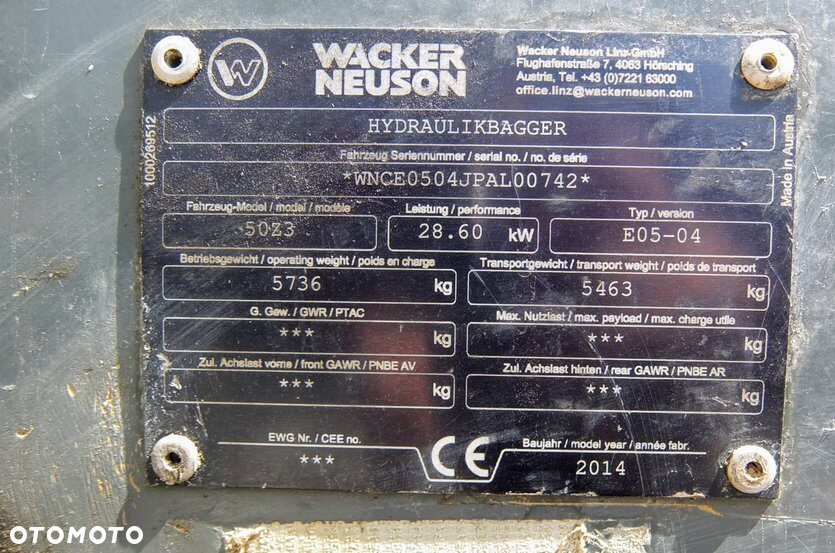 W
WACKER
NEUSON
Wacker Neuson Linz GmbH
Flughafenstraße 7, 4063 Hörsching
Austria, Tel. +43 (0)7221 63000
office.linz@wackerneuson.com
1000269512
HYDRAULIKBAGGER
Made in Austria
Fahrzeug Seriennummer / serial no. / no. de série
*WNCE0504JPAL00742*
Fahrzeug-Model / model / modèle
Leistung / performance
Typ / version
50Z3
28.60 kW
E05-04
Betriebsgewicht / operating weight / poids en charge
Transportgewicht / transport weight / poids de transport
5736 kg
5463 kg
G. Gew. / GWR / PTAC
Max. Nutzlast / max. payload / max. charge utile
*** kg
*** kg
Zul. Achslast vorne / front GAWR / PNBE AV
Zul. Achslast hinten / rear GAWR / PNBE AR
*** kg
*** kg
EWG Nr. / CEE no.
***
CE
Baujahr / model year / année fabr.
2014
OTOMOTO